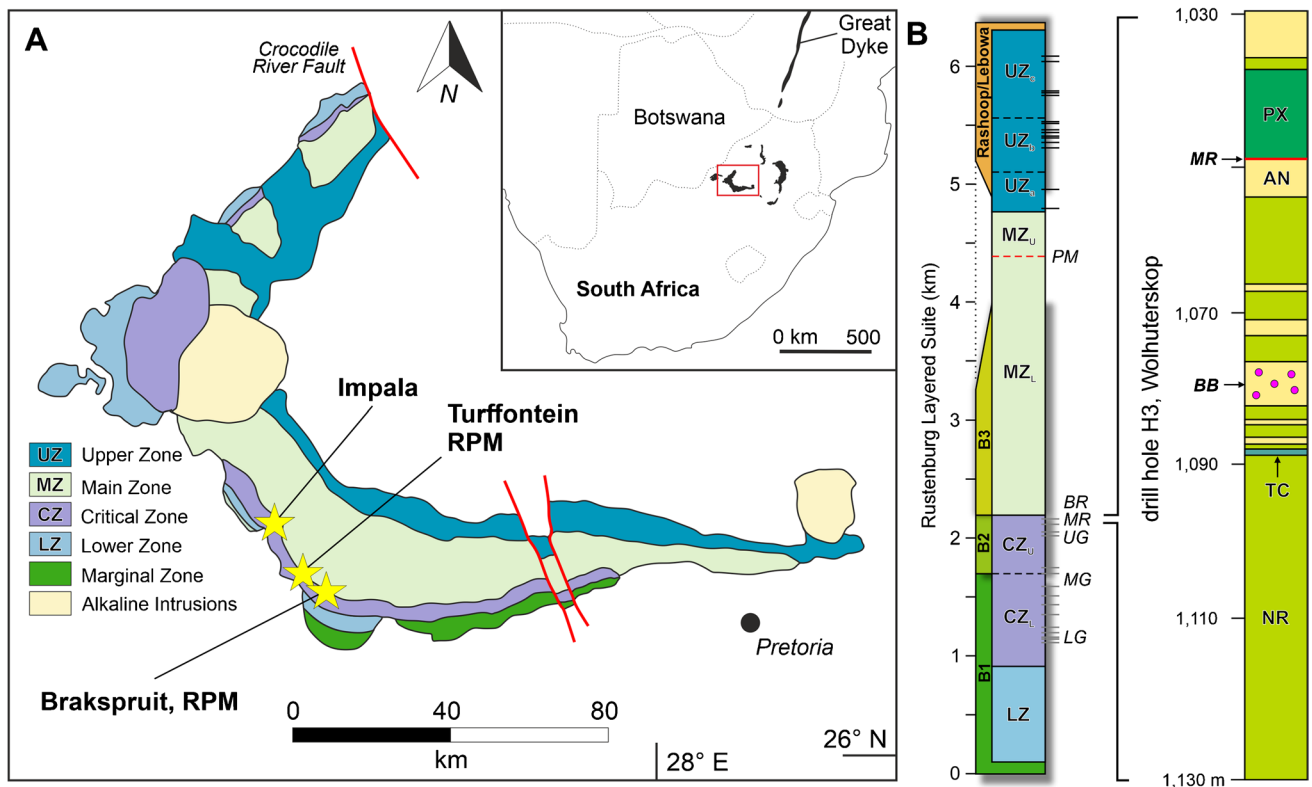 A
Crocodile
River Fault
N
Great
Dyke
Botswana
South Africa
0 km 500
Impala
Turffontein
RPM
UZ Upper Zone
MZ Main Zone
CZ Critical Zone
LZ Lower Zone
Marginal Zone
Alkaline Intrusions
Pretoria
Brakspruit, RPM
0 40 80
km
28° E
26° N
B
Rustenburg Layered Suite (km)
6
5
4
3
2
1
0
Rashoop/Lebowa
B3
B2
B1
UZc
UZb
UZa
MZU
PM
MZL
BR
MR
UG
CZU
MG
CZL
LG
LZ
drill hole H3, Wolhuterskop
1,030
PX
MR
AN
1,070
BB
1,090
TC
1,110
NR
1,130 m